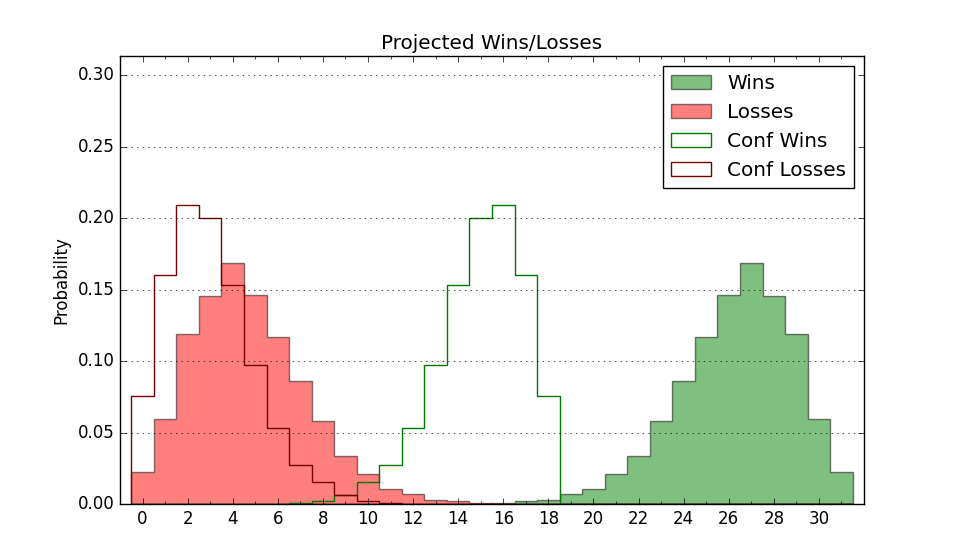 Projected Wins/Losses
0.30
0.25
0.20
0.15
0.10
0.05
0.00
Probability
Wins
Losses
Conf Wins
Conf Losses
0 2 4 6 8 10 12 14 16 18 20 22 24 26 28 30